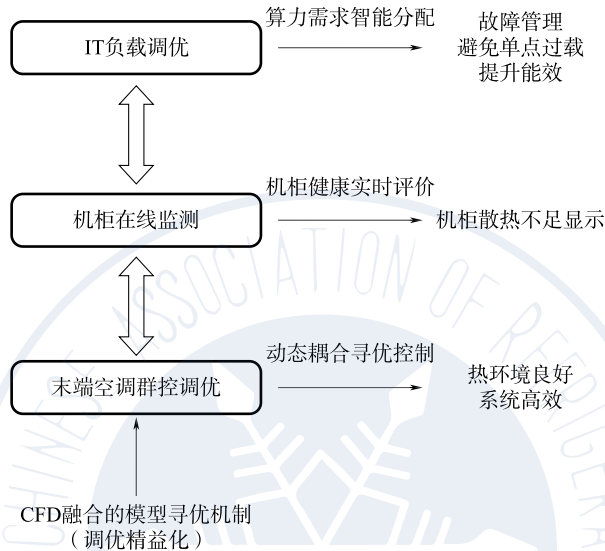 IT负载调优
算力需求智能分配
故障管理
避免单点过载
提升能效
机柜在线监测
机柜健康实时评价
机柜散热不足显示
末端空调群控调优
动态耦合寻优控制
热环境良好
系统高效
CFD融合的模型寻优机制
（调优精益化）
CHINESE ASSOCIATION OF REFRIGERA